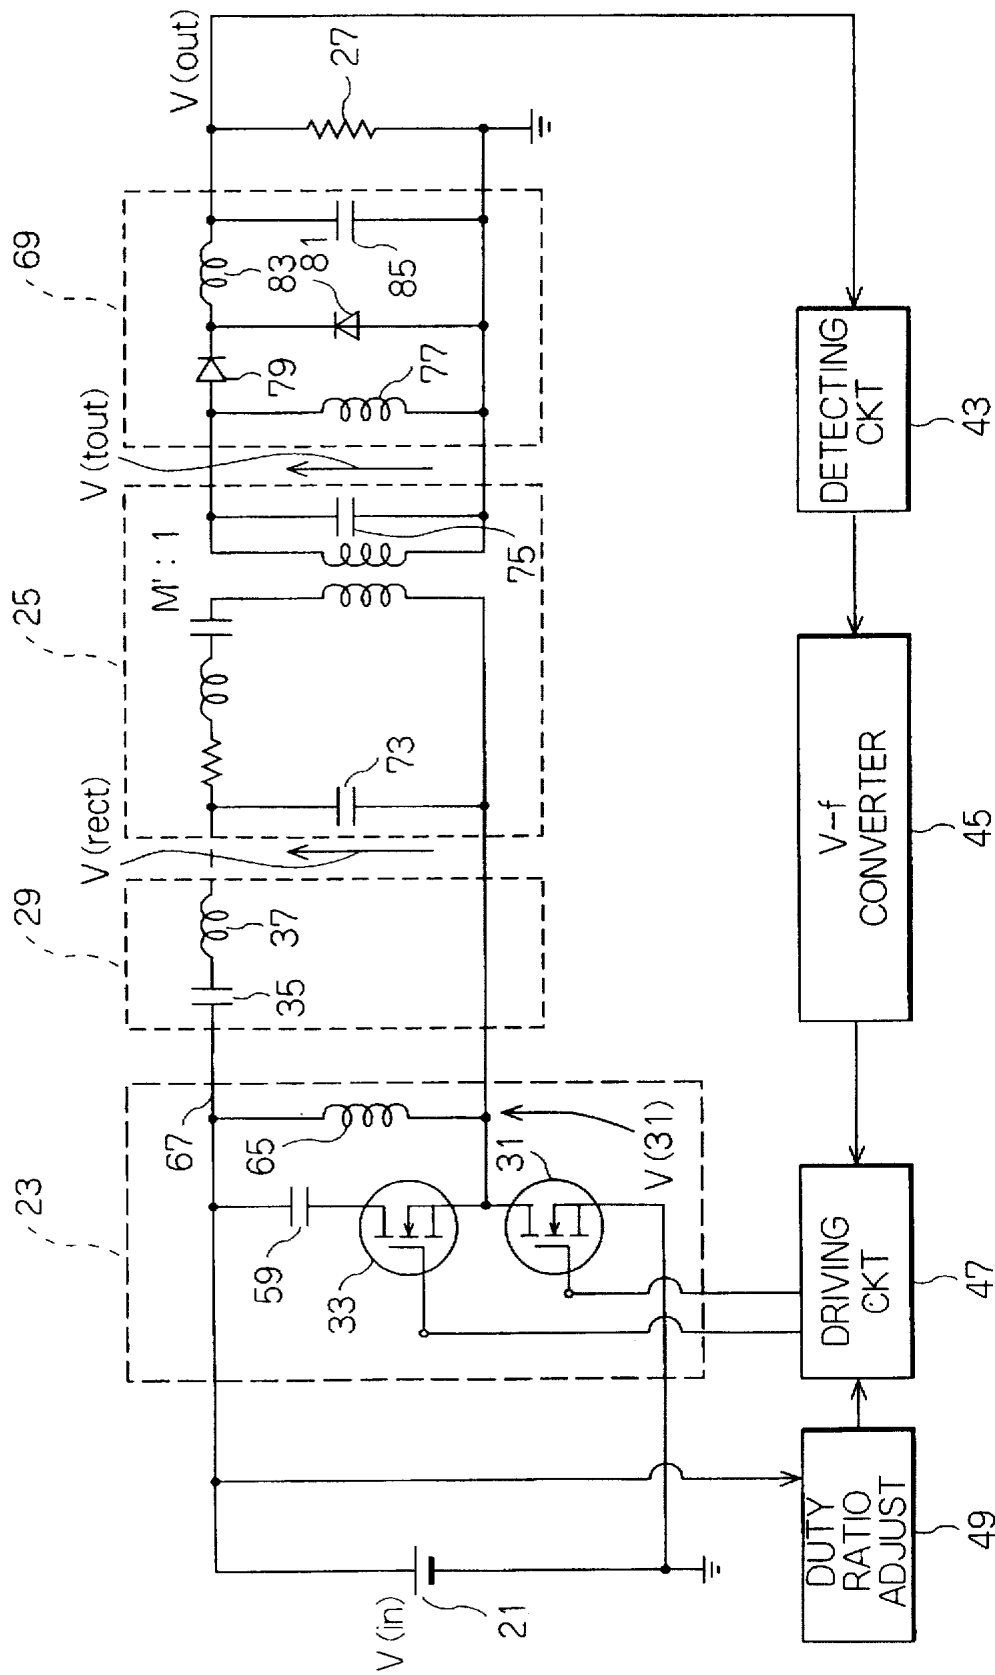 23
29
25
69
67
65
59
33
31
V(31)
35
37
V(rect)
73
M' : 1
75
V(tout)
77
79
81
83
85
V(out)
27
V(in)
21
DUTY
RATIO
ADJUST
49
DRIVING
CKT
47
V-f
CONVERTER
45
DETECTING
CKT
43